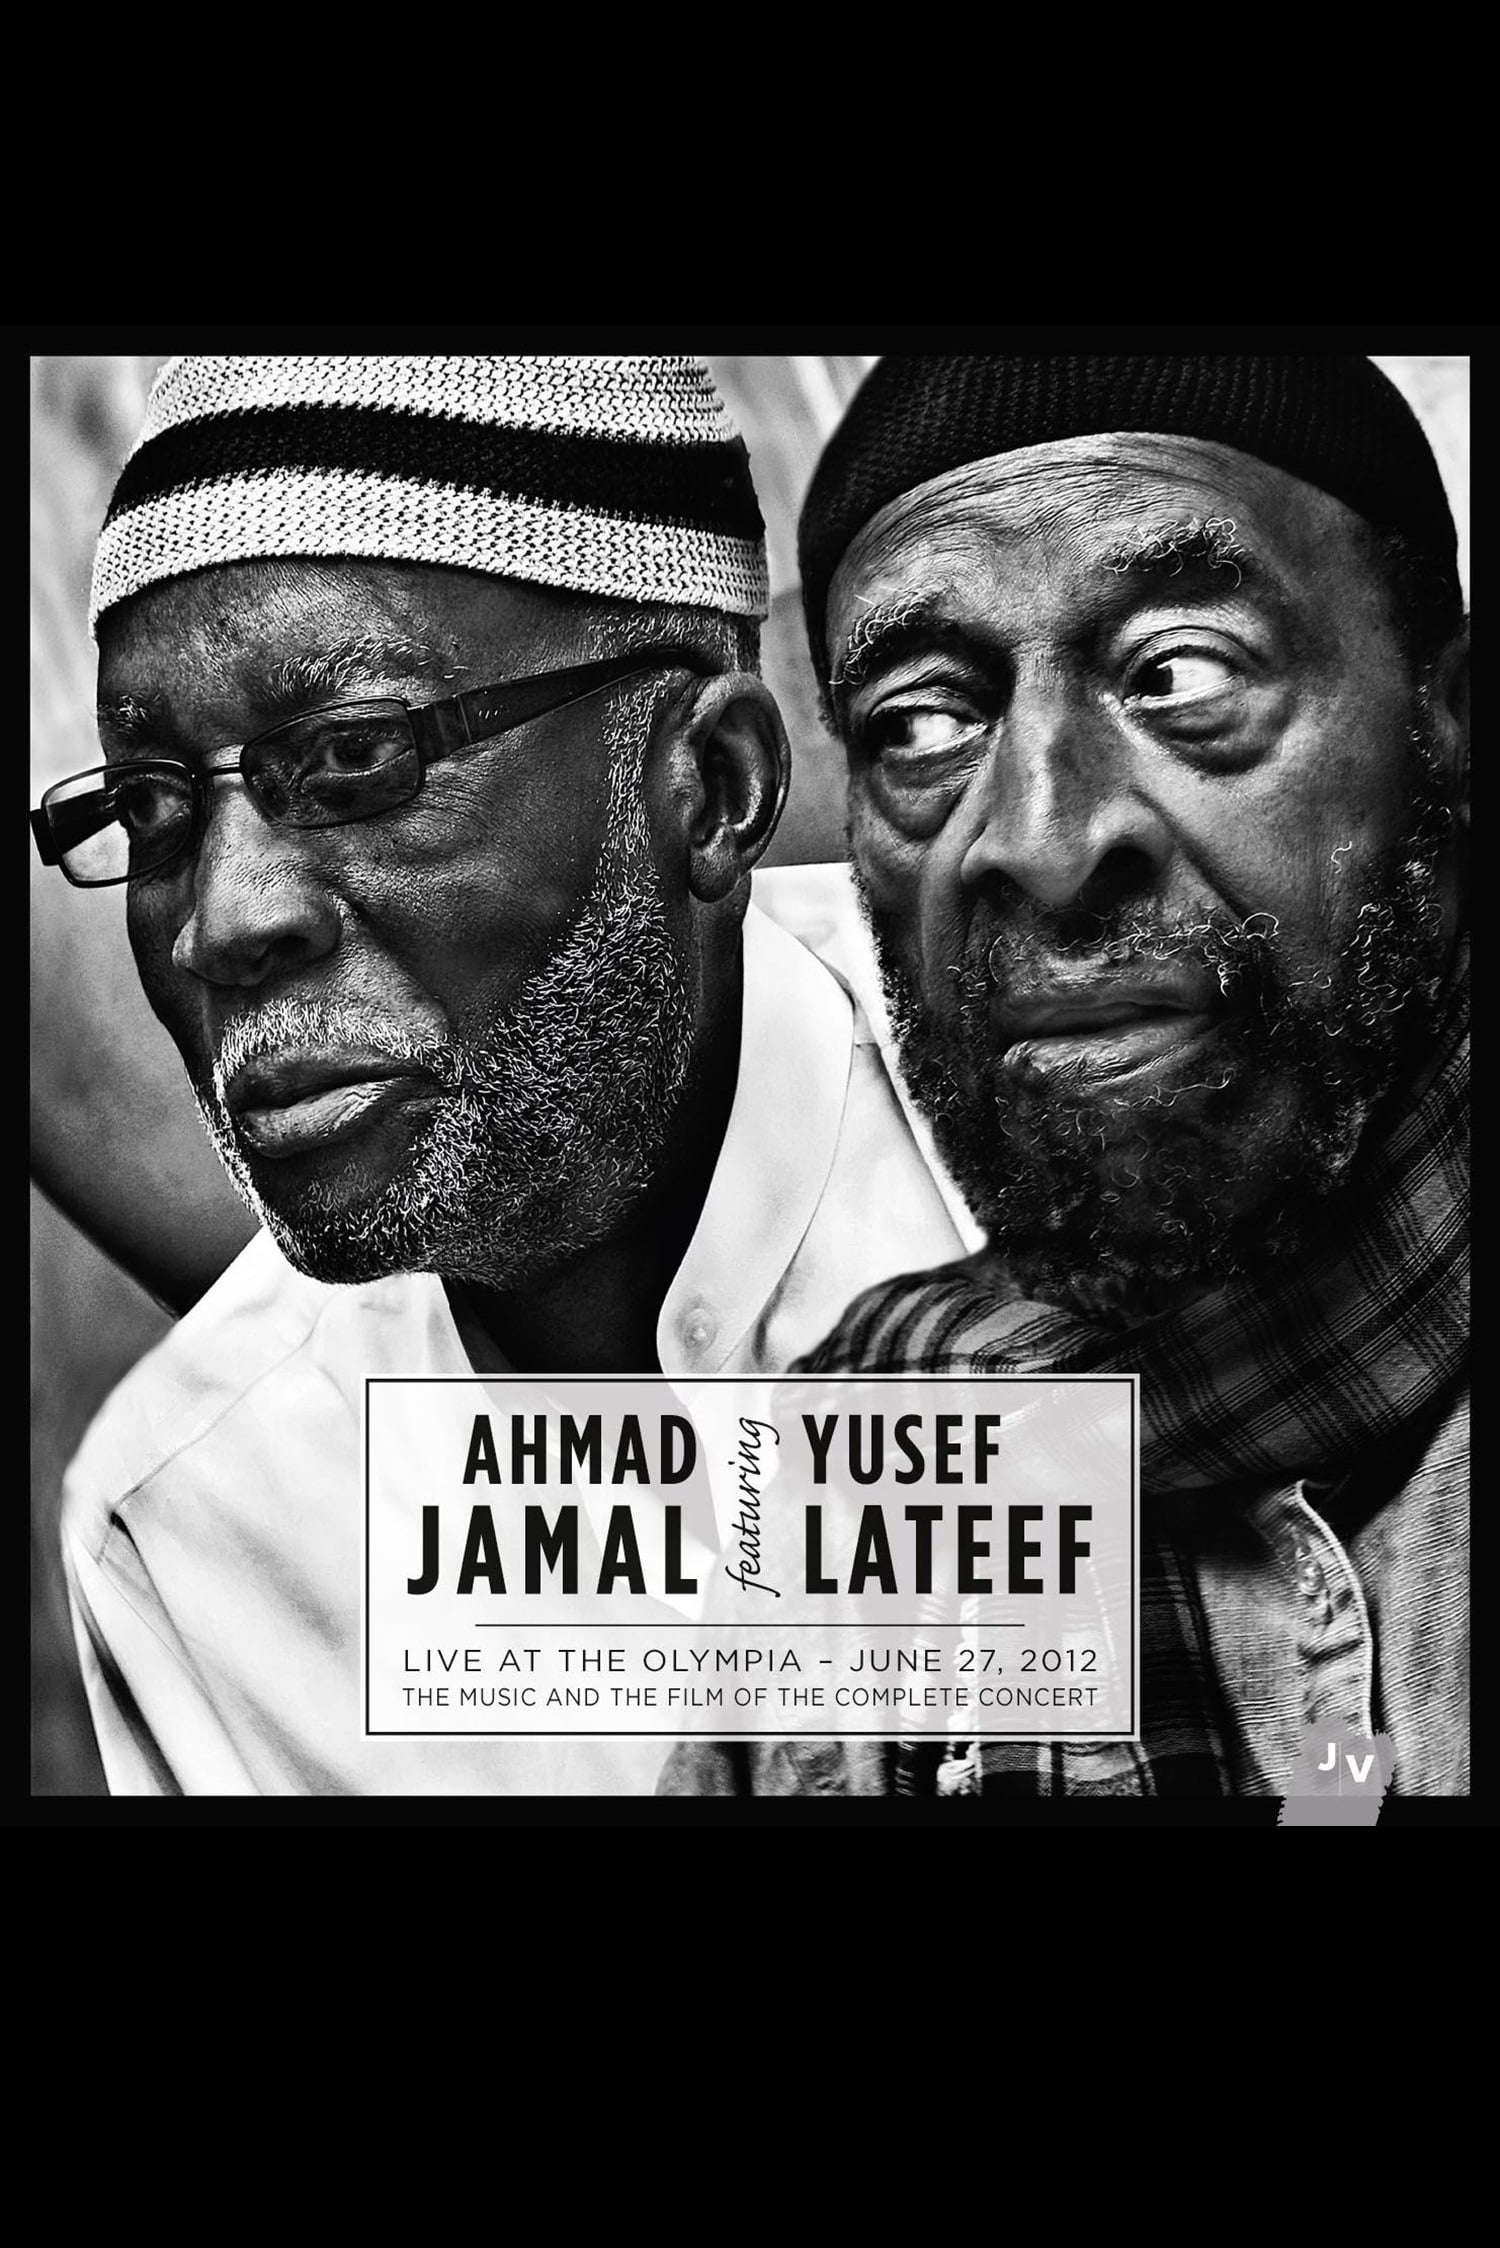 AHMAD
JAMAL
featuring
YUSEF
LATEEF
LIVE AT THE OLYMPIA – JUNE 27, 2012
THE MUSIC AND THE FILM OF THE COMPLETE CONCERT
J V